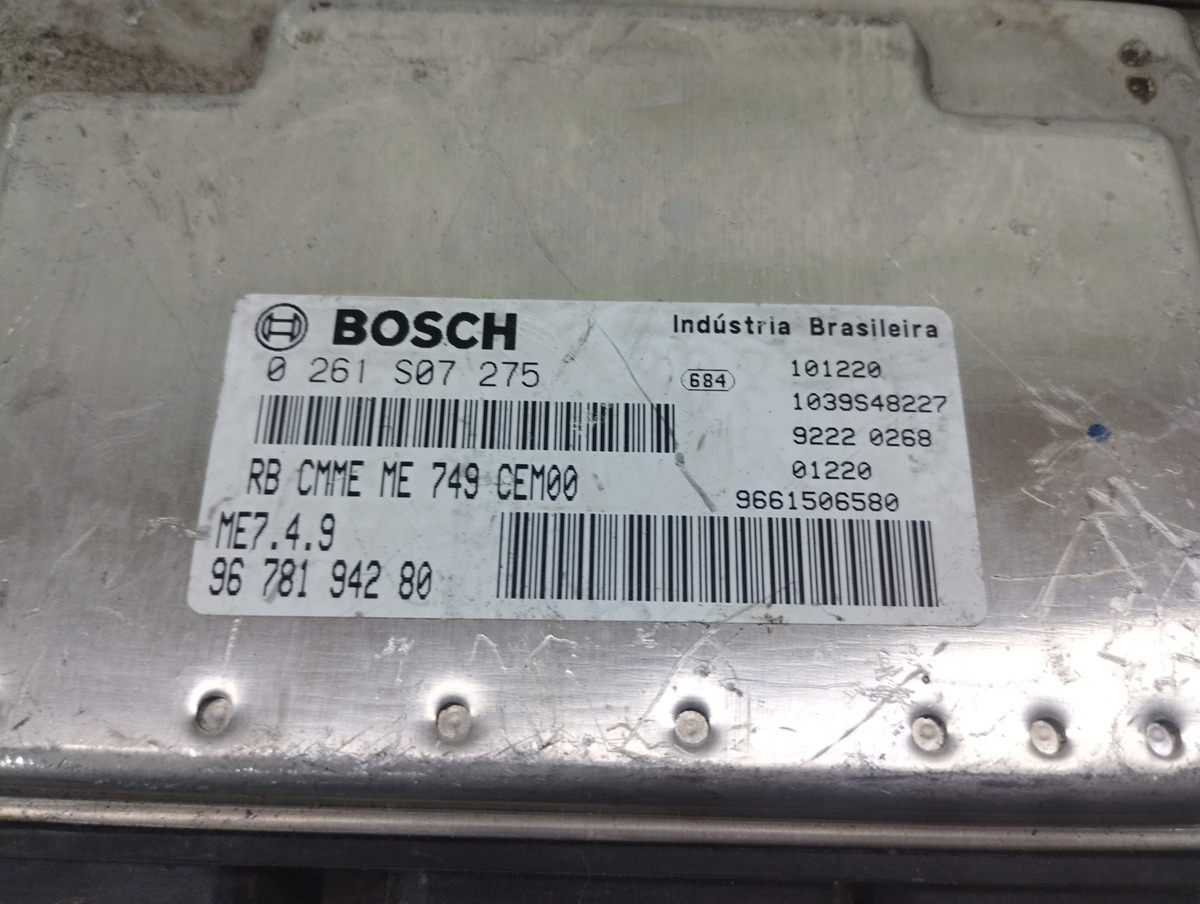 BOSCH
Indústria Brasileira
0 261 S07 275
684
101220
1039S48227
9222 0268
01220
RB CMME ME 749 CEM00
9661506580
ME7.4.9
96 781 942 80